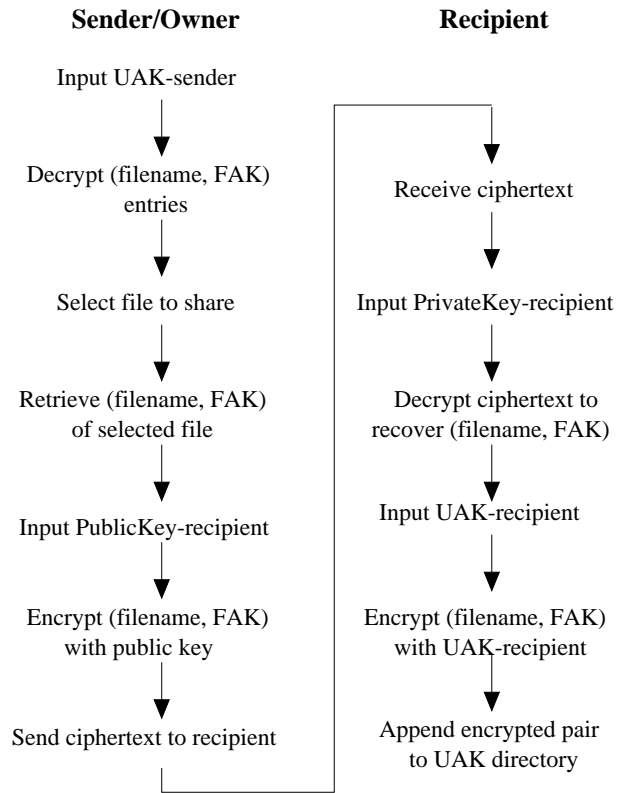 Sender/Owner
Input UAK-sender
Decrypt (filename, FAK)
entries
Select file to share
Retrieve (filename, FAK)
of selected file
Input PublicKey-recipient
Encrypt (filename, FAK)
with public key
Send ciphertext to recipient
Recipient
Receive ciphertext
Input PrivateKey-recipient
Decrypt ciphertext to
recover (filename, FAK)
Input UAK-recipient
Encrypt (filename, FAK)
with UAK-recipient
Append encrypted pair
to UAK directory